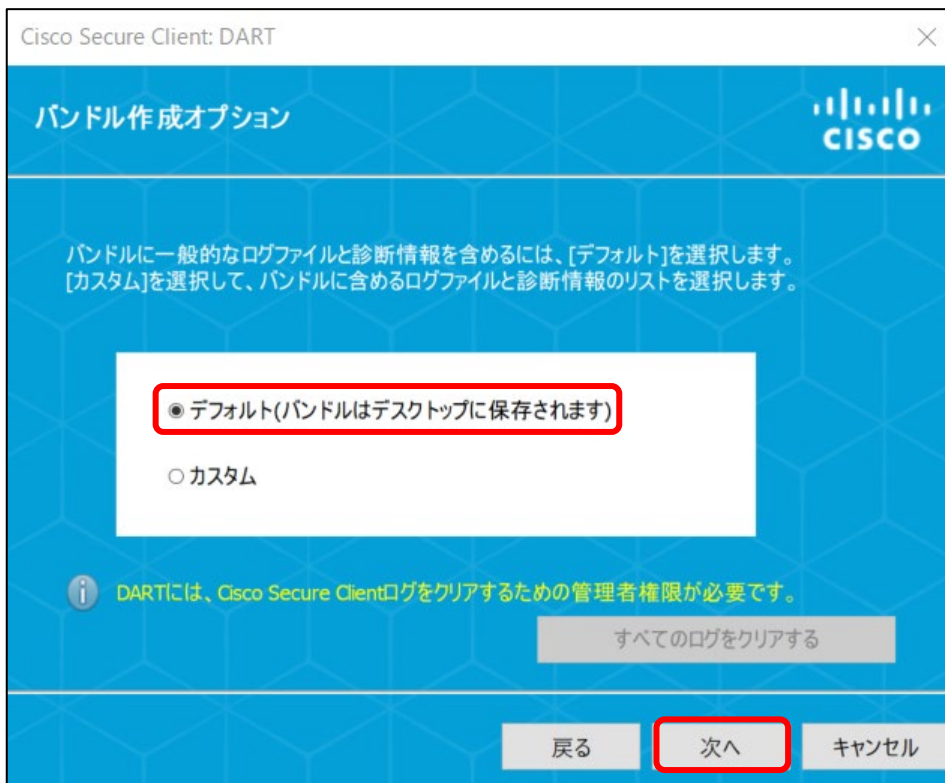 Cisco Secure Client: DART
バンドル作成オプション
CISCO
バンドルに一般的なログファイルと診断情報を含めるには、[デフォルト]を選択します。
[カスタム]を選択して、バンドルに含めるログファイルと診断情報のリストを選択します。
デフォルト(バンドルはデスクトップに保存されます)
カスタム
DARTには、Cisco Secure Clientログをクリアするための管理者権限が必要です。
すべてのログをクリアする
戻る
次へ
キャンセル